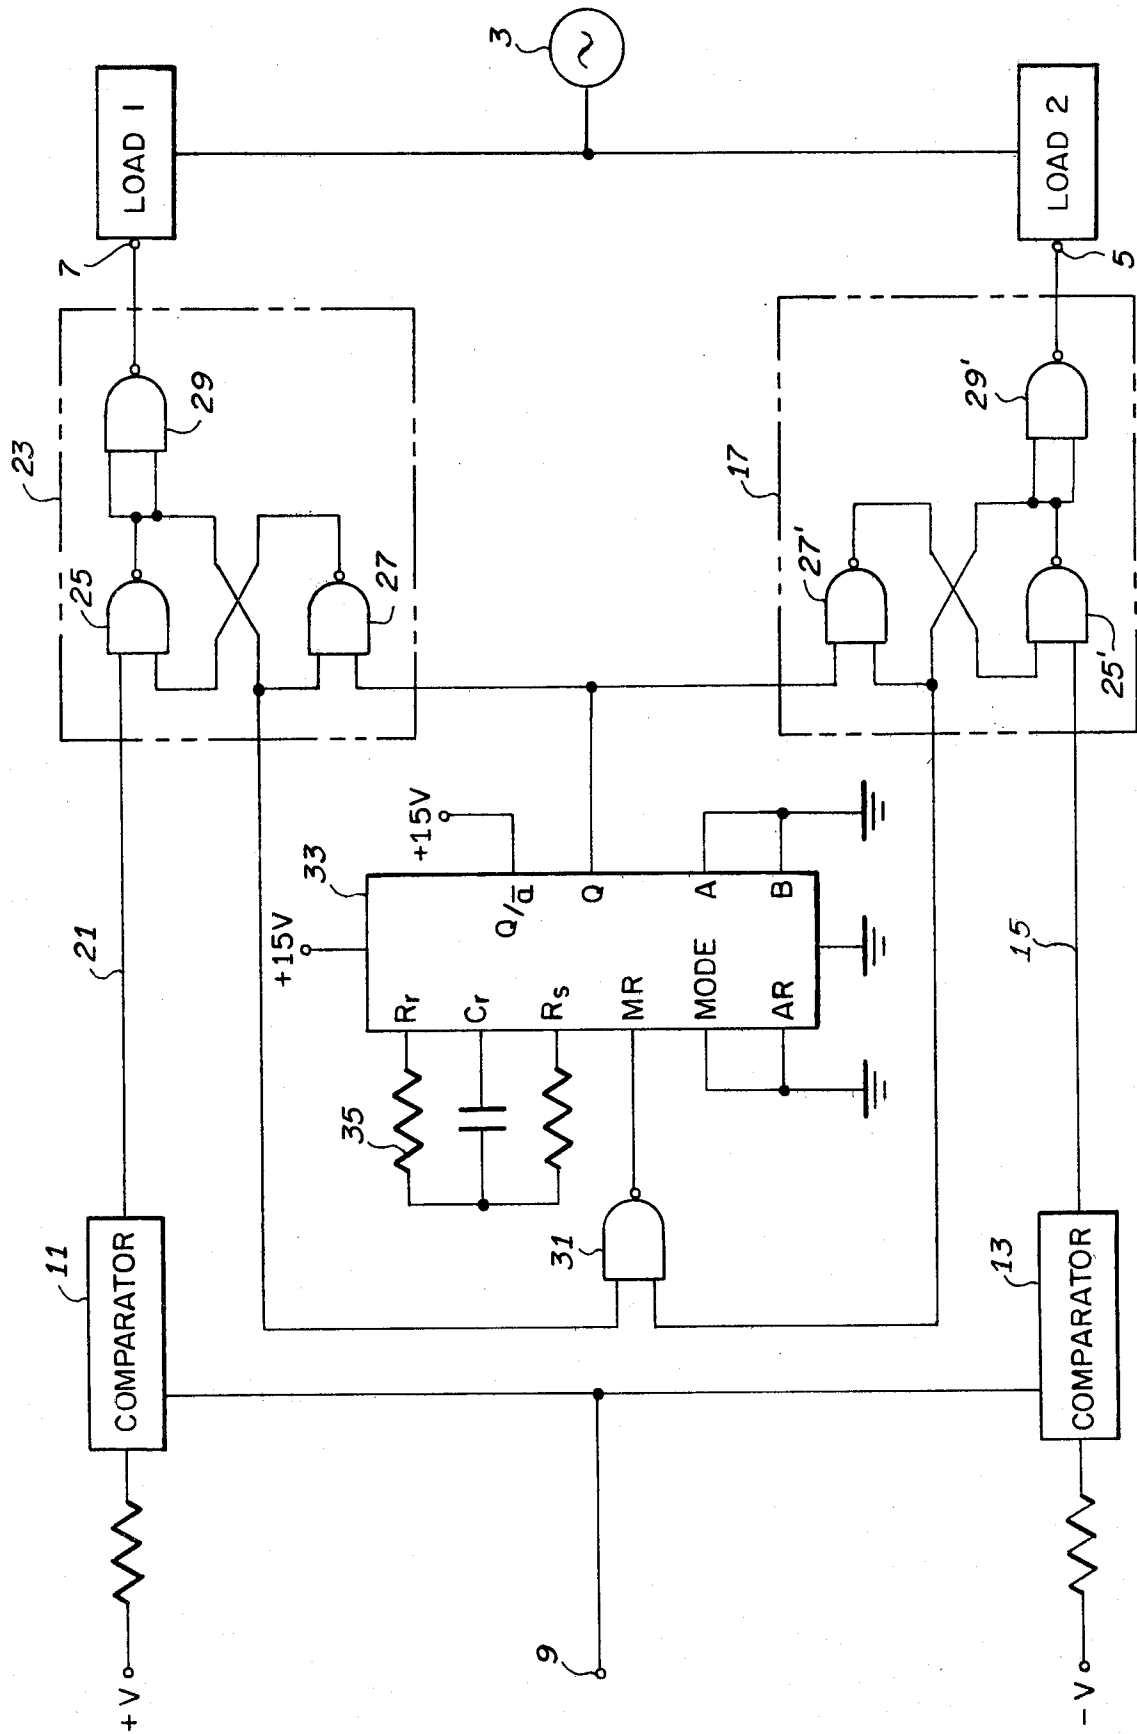 +V
COMPARATOR
11
21
23
25
27
29
7
LOAD 1
3
9
31
35
33
+15V
+15V
Rr
Cr
Rs
MR
MODE
AR
Q/Q̅
Q
A
B
-V
COMPARATOR
13
15
17
27'
25'
29'
5
LOAD 2